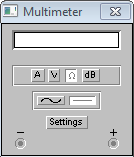 Multimeter
A V Ω dB
Settings
− +